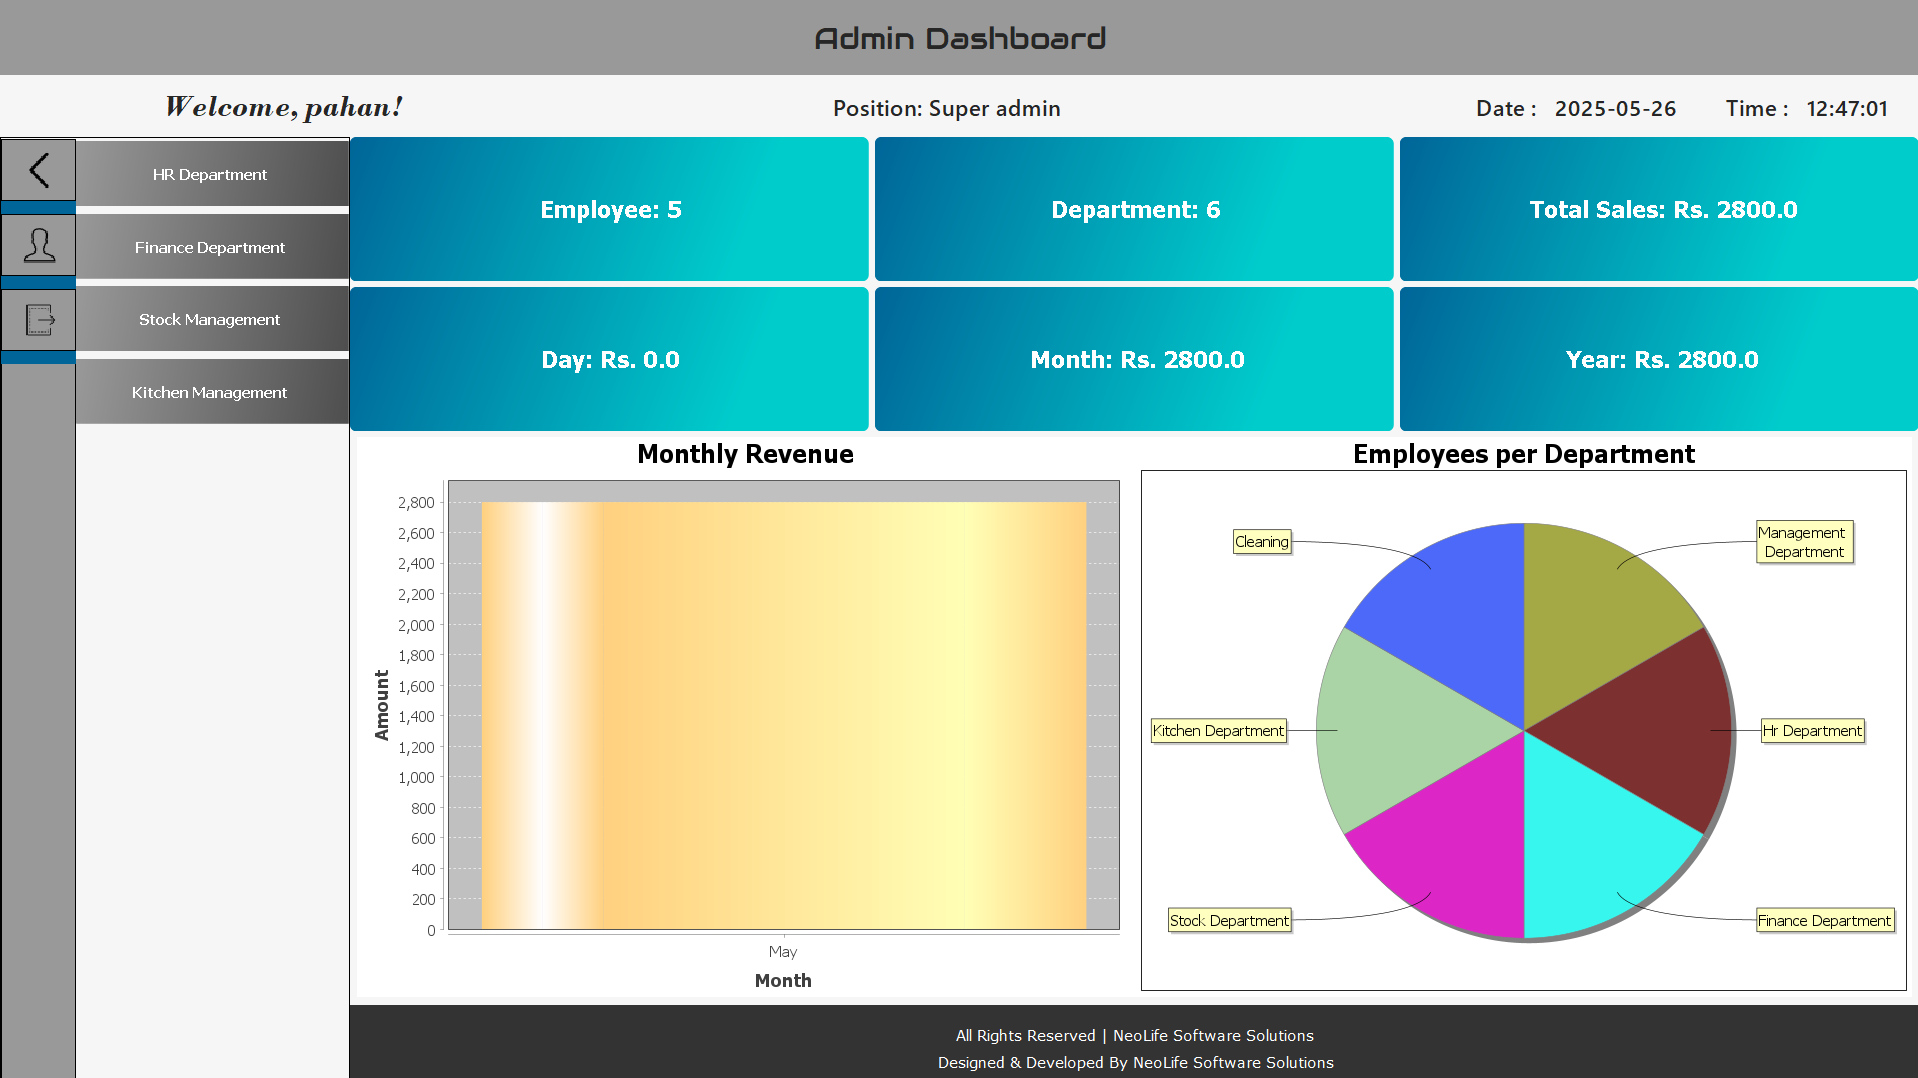 Admin Dashboard
Welcome, pahan!
Position: Super admin
Date : 2025-05-26 Time : 12:47:01
HR Department
Finance Department
Stock Management
Kitchen Management
Employee: 5
Department: 6
Total Sales: Rs. 2800.0
Day: Rs. 0.0
Month: Rs. 2800.0
Year: Rs. 2800.0
Monthly Revenue
2,800
2,600
2,400
2,200
2,000
1,800
1,600
1,400
1,200
1,000
800
600
400
200
0
Amount
May
Month
Employees per Department
Cleaning
Management
Department
Kitchen Department
Hr Department
Stock Department
Finance Department
All Rights Reserved | NeoLife Software Solutions
Designed & Developed By NeoLife Software Solutions